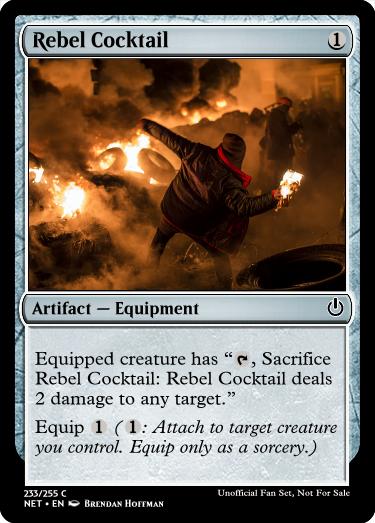 Rebel Cocktail 1
Artifact — Equipment
Equipped creature has “, Sacrifice
Rebel Cocktail: Rebel Cocktail deals
2 damage to any target.”
Equip 1 (1: Attach to target creature
you control. Equip only as a sorcery.)
233/255 C
Unofficial Fan Set, Not For Sale
NET • EN Brendan Hoffman